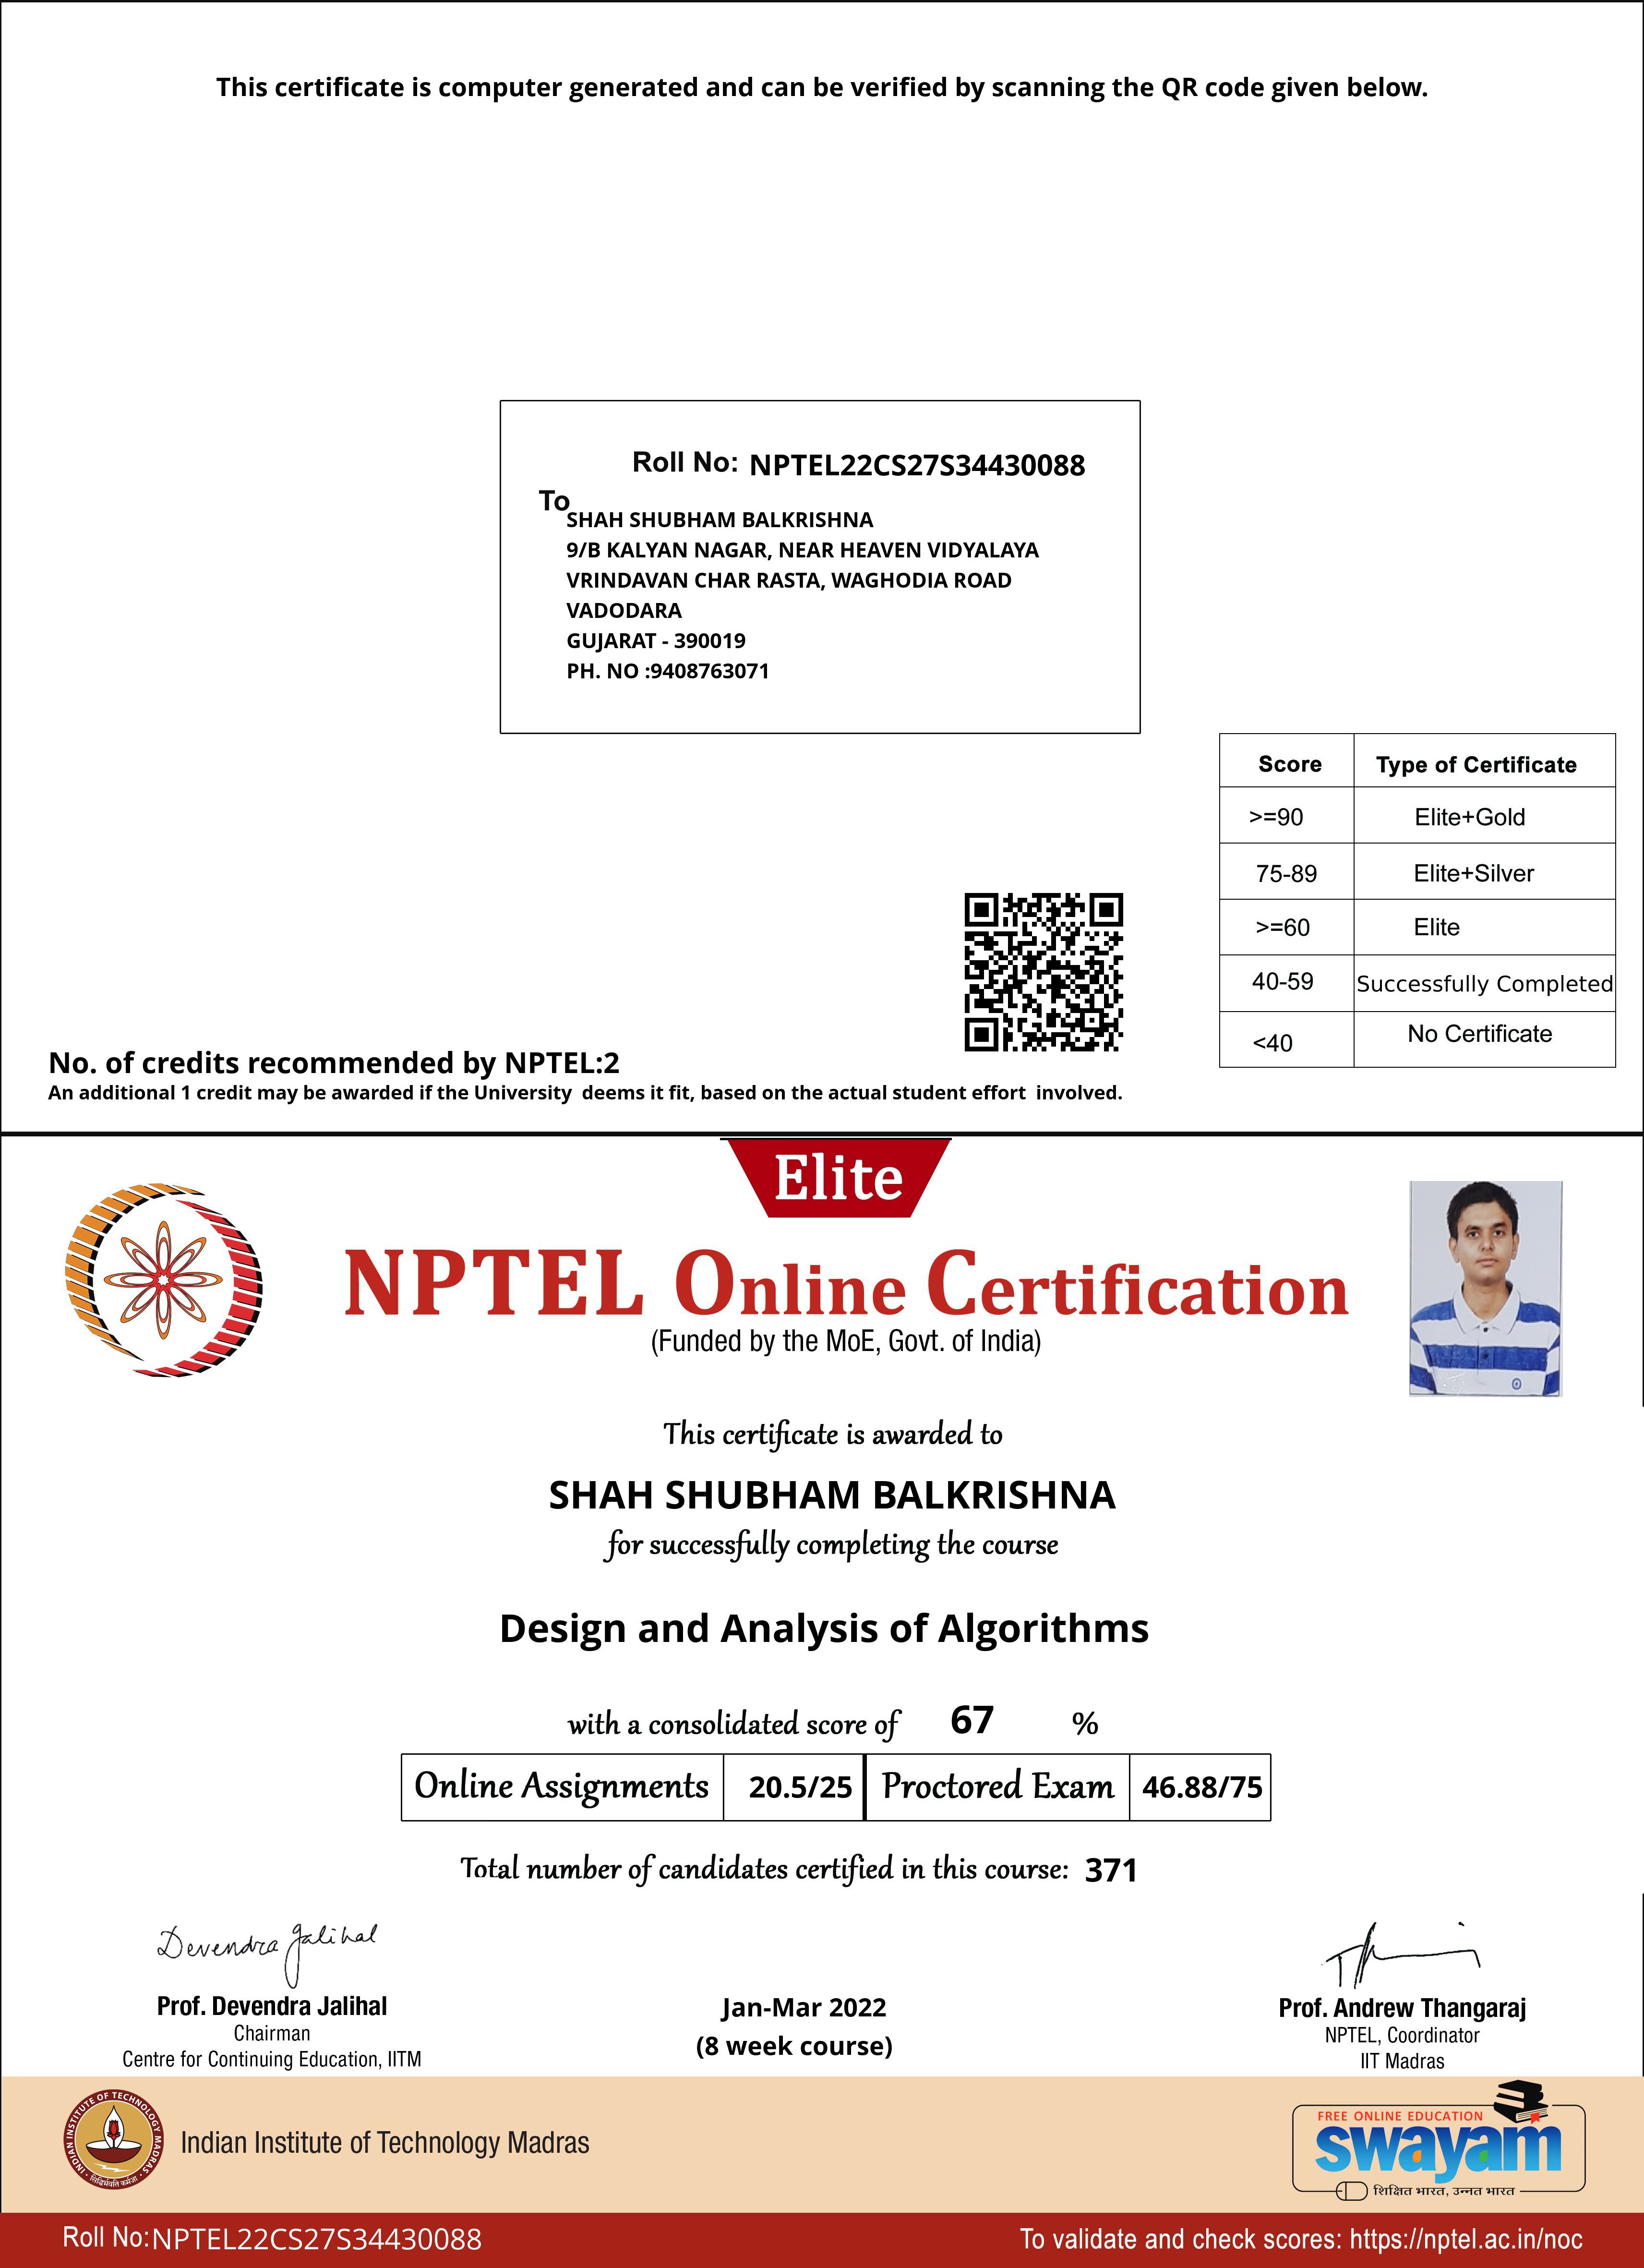 This certificate is computer generated and can be verified by scanning the QR code given below.
Roll No: NPTEL22CS27S34430088
To
SHAH SHUBHAM BALKRISHNA
9/B KALYAN NAGAR, NEAR HEAVEN VIDYALAYA
VRINDAVAN CHAR RASTA, WAGHODIA ROAD
VADODARA
GUJARAT - 390019
PH. NO :9408763071
Score Type of Certificate
>=90 Elite+Gold
75-89 Elite+Silver
>=60 Elite
40-59 Successfully Completed
<40 No Certificate
No. of credits recommended by NPTEL:2
An additional 1 credit may be awarded if the University deems it fit, based on the actual student effort involved.
Elite
NPTEL Online Certification
(Funded by the MoE, Govt. of India)
This certificate is awarded to
SHAH SHUBHAM BALKRISHNA
for successfully completing the course
Design and Analysis of Algorithms
with a consolidated score of 67 %
Online Assignments 20.5/25 Proctored Exam 46.88/75
Total number of candidates certified in this course: 371
Devendra Jalihal
Prof. Devendra Jalihal
Chairman
Centre for Continuing Education, IITM
Jan-Mar 2022
(8 week course)
Prof. Andrew Thangaraj
NPTEL, Coordinator
IIT Madras
INDIAN INSTITUTE OF TECHNOLOGY MADRAS
सिद्धिर्भवति कर्मजा
Indian Institute of Technology Madras
FREE ONLINE EDUCATION
swayam
शिक्षित भारत, उन्नत भारत
Roll No:NPTEL22CS27S34430088
To validate and check scores: https://nptel.ac.in/noc